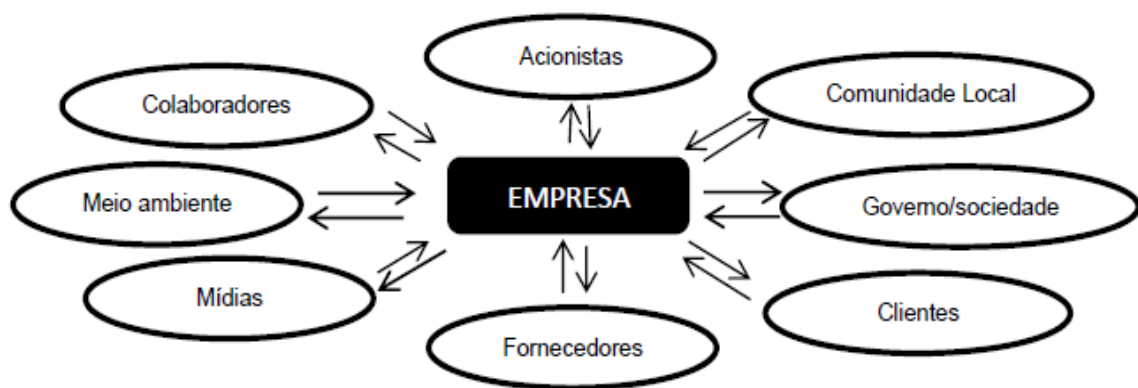 Acionistas
Colaboradores
Comunidade Local
Meio ambiente
EMPRESA
Governo/sociedade
Mídias
Clientes
Fornecedores